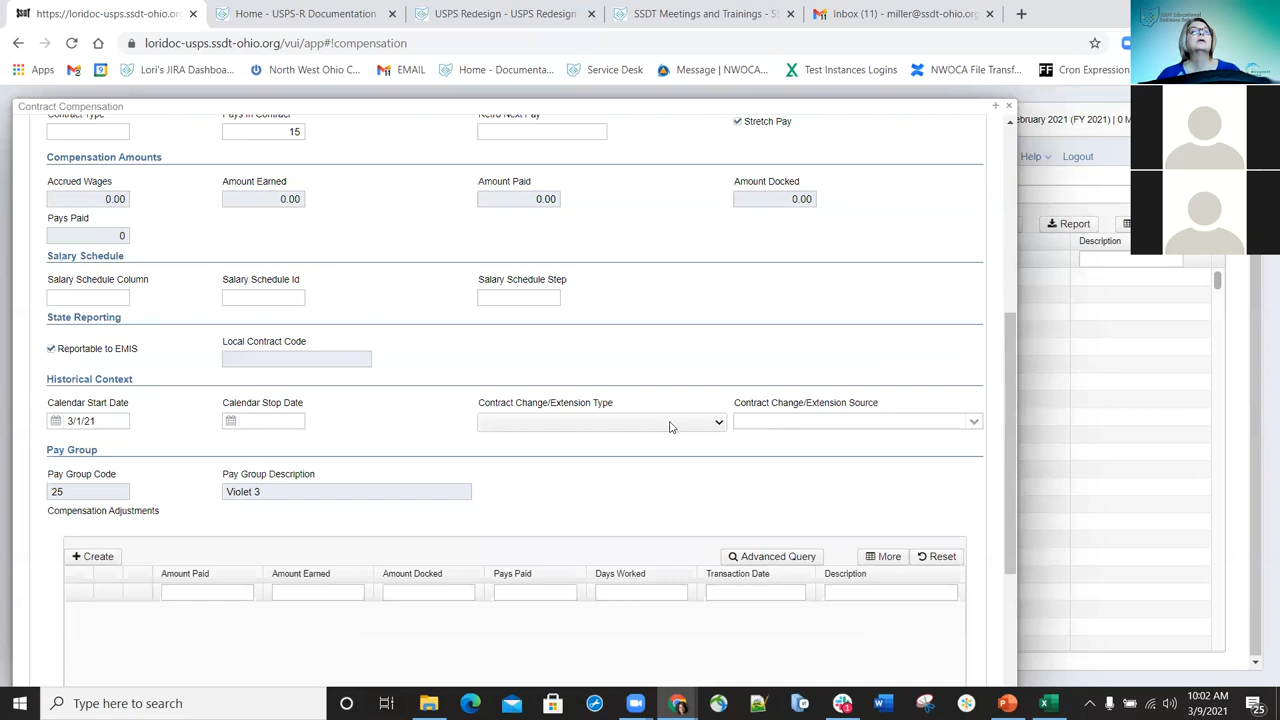 https://loridoc-usps.ssdt-ohio.org
Home - USPS-R Documentation
USPS Redesign - USPS Redesign
SSDT Meetings and Trainings - S
Inbox (11) - miller@ssdt-ohio.org
loridoc-usps.ssdt-ohio.org/vui/app#!compensation
Apps
Lori's JIRA Dashboa...
North West Ohio C...
EMAIL
Home - Documenta...
Service Desk
Message (NWOCA...
Test Instances Logins
NWOCA File Transf...
Cron Expression
Contract Compensation
ebruary 2021 (FY 2021) | 0 M
Help
Logout
Report
Description
Contract Type
Pays in Contract
Retro Next Pay
15
Stretch Pay
Compensation Amounts
Accrued Wages
Amount Earned
Amount Paid
Amount Docked
0.00
0.00
0.00
0.00
Pays Paid
0
Salary Schedule
Salary Schedule Column
Salary Schedule Id
Salary Schedule Step
State Reporting
Reportable to EMIS
Local Contract Code
Historical Context
Calendar Start Date
Calendar Stop Date
Contract Change/Extension Type
Contract Change/Extension Source
3/1/21
Pay Group
Pay Group Code
Pay Group Description
25
Violet 3
Compensation Adjustments
Create
Advanced Query
More
Reset
Amount Paid
Amount Earned
Amount Docked
Pays Paid
Days Worked
Transaction Date
Description
Type here to search
10:02 AM
3/9/2021
25